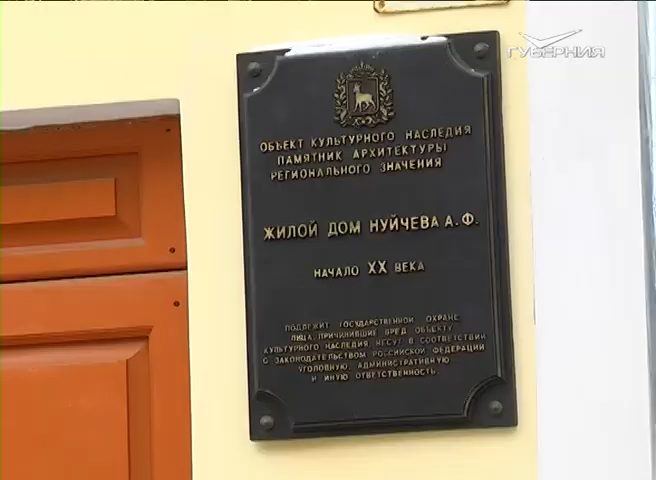 ГУБЕРНИЯ
ОБЪЕКТ КУЛЬТУРНОГО НАСЛЕДИЯ
ПАМЯТНИК АРХИТЕКТУРЫ
РЕГИОНАЛЬНОГО ЗНАЧЕНИЯ
ЖИЛОЙ ДОМ НУЙЧЕВА А.Ф.
НАЧАЛО XX ВЕКА
ПОДЛЕЖИТ ГОСУДАРСТВЕННОЙ ОХРАНЕ
ЛИЦА, ПРИЧИНИВШИЕ ВРЕД ОБЪЕКТУ
КУЛЬТУРНОГО НАСЛЕДИЯ, НЕСУТ В СООТВЕТСТВИИ
С ЗАКОНОДАТЕЛЬСТВОМ РОССИЙСКОЙ ФЕДЕРАЦИИ
УГОЛОВНУЮ, АДМИНИСТРАТИВНУЮ
И ИНУЮ ОТВЕТСТВЕННОСТЬ.